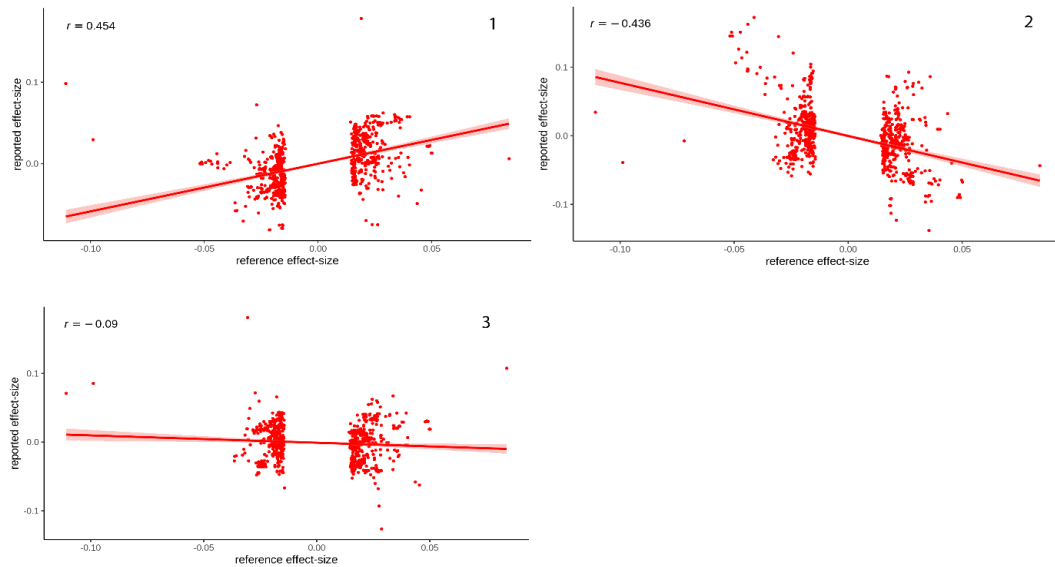 r = 0.454
1
0.1
0.0
-0.10
-0.05
0.00
0.05
reference effect-size
reported effect-size
r = −0.436
2
0.1
0.0
-0.1
-0.10
-0.05
0.00
0.05
reference effect-size
reported effect-size
r = −0.09
3
0.1
0.0
-0.1
-0.10
-0.05
0.00
0.05
reference effect-size
reported effect-size